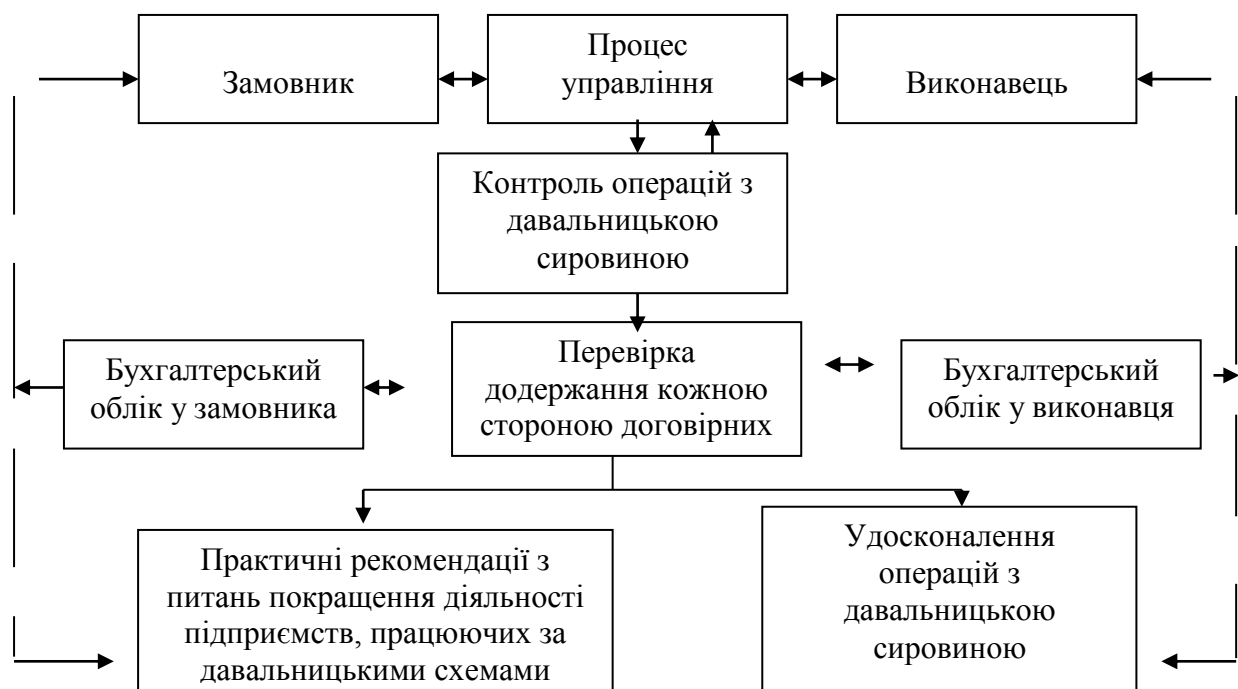 Замовник
Процес
управління
Виконавець
Контроль операцій з
давальницькою
сировиною
Бухгалтерський
облік у замовника
Перевірка
додержання кожною
стороною договірних
Бухгалтерський
облік у виконавця
Практичні рекомендації з
питань покращення діяльності
підприємств, працюючих за
давальницькими схемами
Удосконалення
операцій з
давальницькою
сировиною